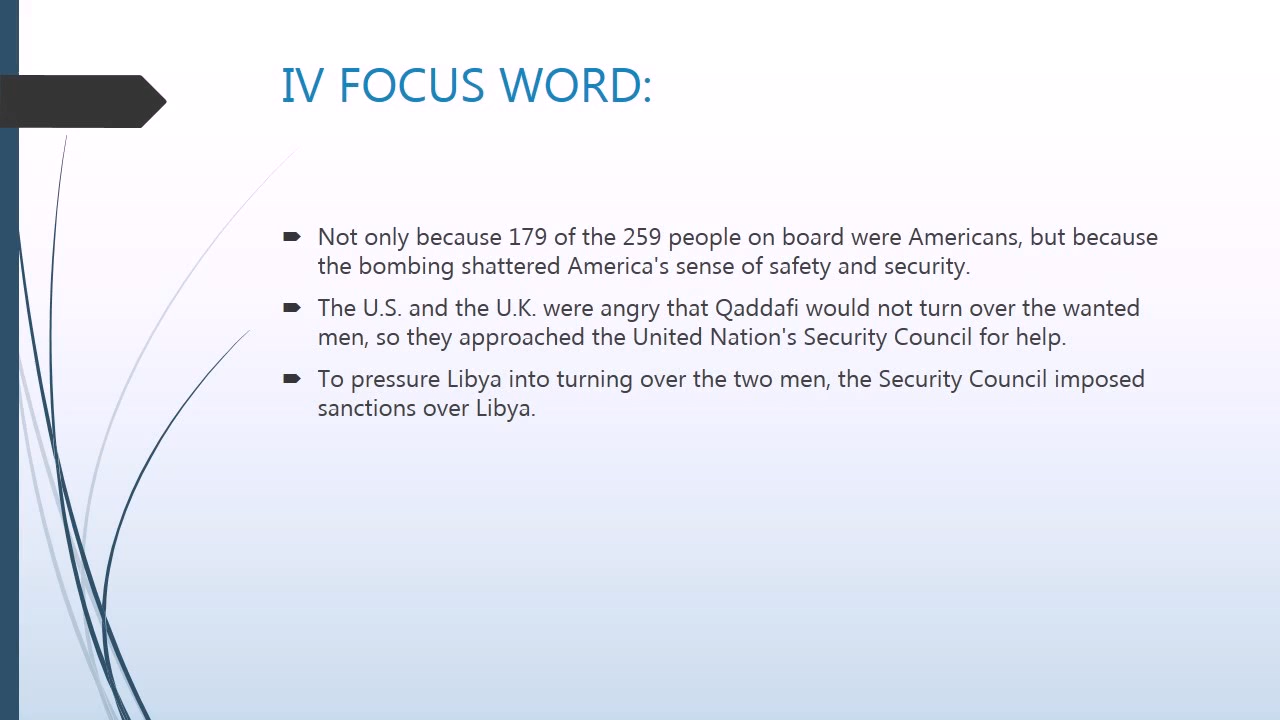 IV FOCUS WORD:
Not only because 179 of the 259 people on board were Americans, but because
the bombing shattered America's sense of safety and security.
The U.S. and the U.K. were angry that Qaddafi would not turn over the wanted
men, so they approached the United Nation's Security Council for help.
To pressure Libya into turning over the two men, the Security Council imposed
sanctions over Libya.